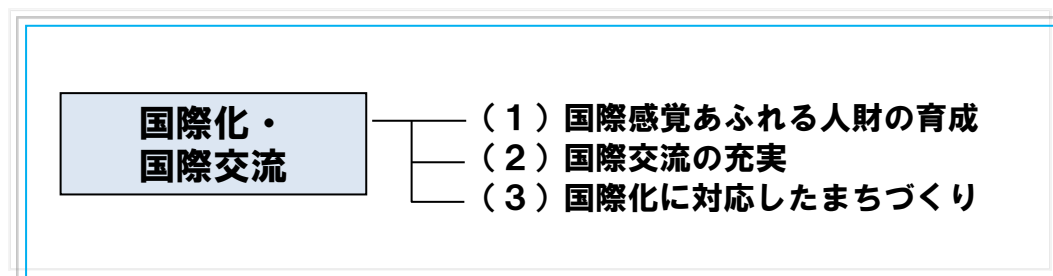 国際化・
国際交流
（１）国際感覚あふれる人財の育成
（２）国際交流の充実
（３）国際化に対応したまちづくり